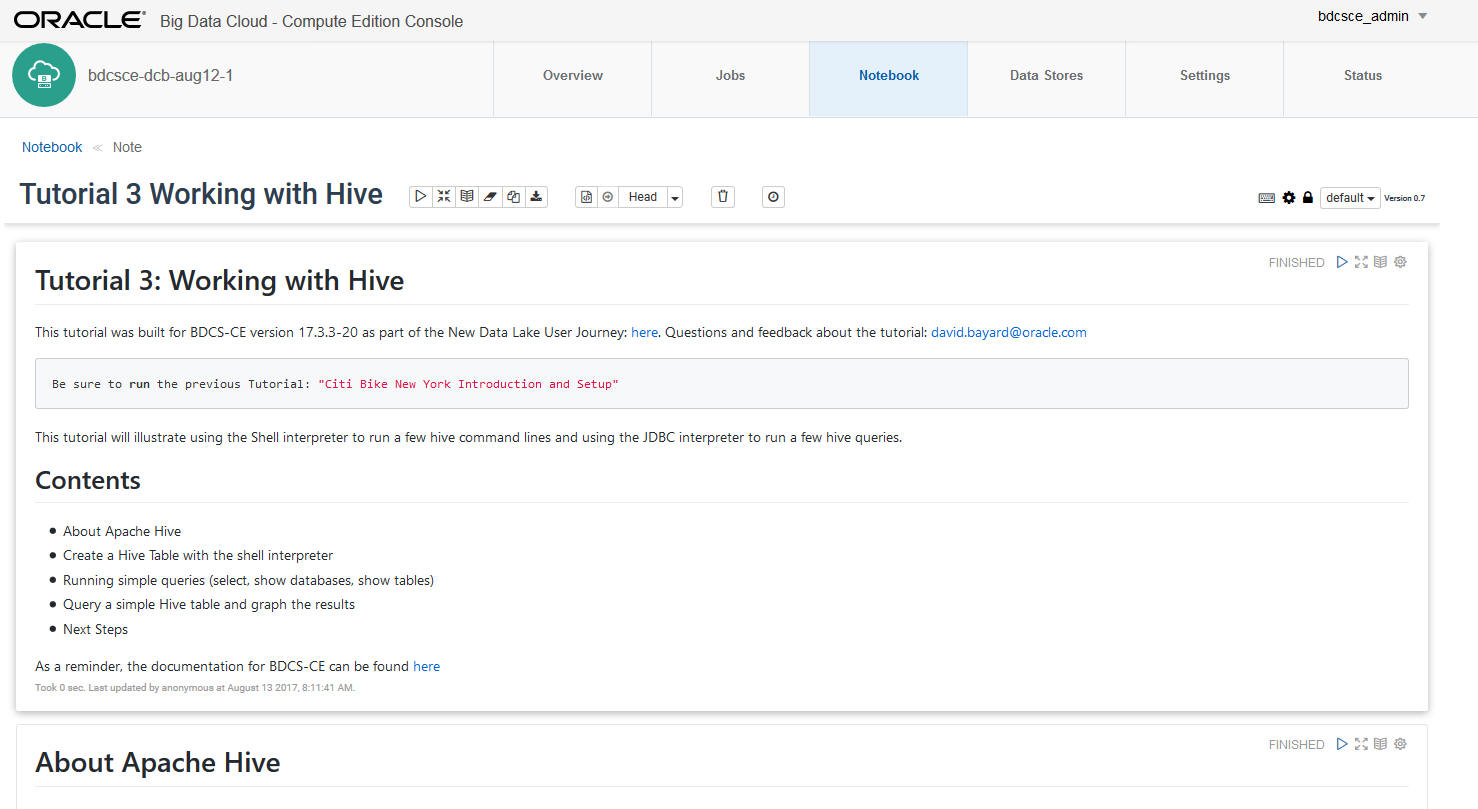 ORACLE® Big Data Cloud - Compute Edition Console
bdcsce_admin
bdcsce-dcb-aug12-1
Overview
Jobs
Notebook
Data Stores
Settings
Status
Notebook ≪ Note
Tutorial 3 Working with Hive
Head
default
Version 0.7
Tutorial 3: Working with Hive
FINISHED
This tutorial was built for BDCS-CE version 17.3.3-20 as part of the New Data Lake User Journey: here. Questions and feedback about the tutorial: david.bayard@oracle.com
Be sure to run the previous Tutorial: "Citi Bike New York Introduction and Setup"
This tutorial will illustrate using the Shell interpreter to run a few hive command lines and using the JDBC interpreter to run a few hive queries.
Contents
• About Apache Hive
• Create a Hive Table with the shell interpreter
• Running simple queries (select, show databases, show tables)
• Query a simple Hive table and graph the results
• Next Steps
As a reminder, the documentation for BDCS-CE can be found here
Took 0 sec. Last updated by anonymous at August 13 2017, 8:11:41 AM.
About Apache Hive
FINISHED